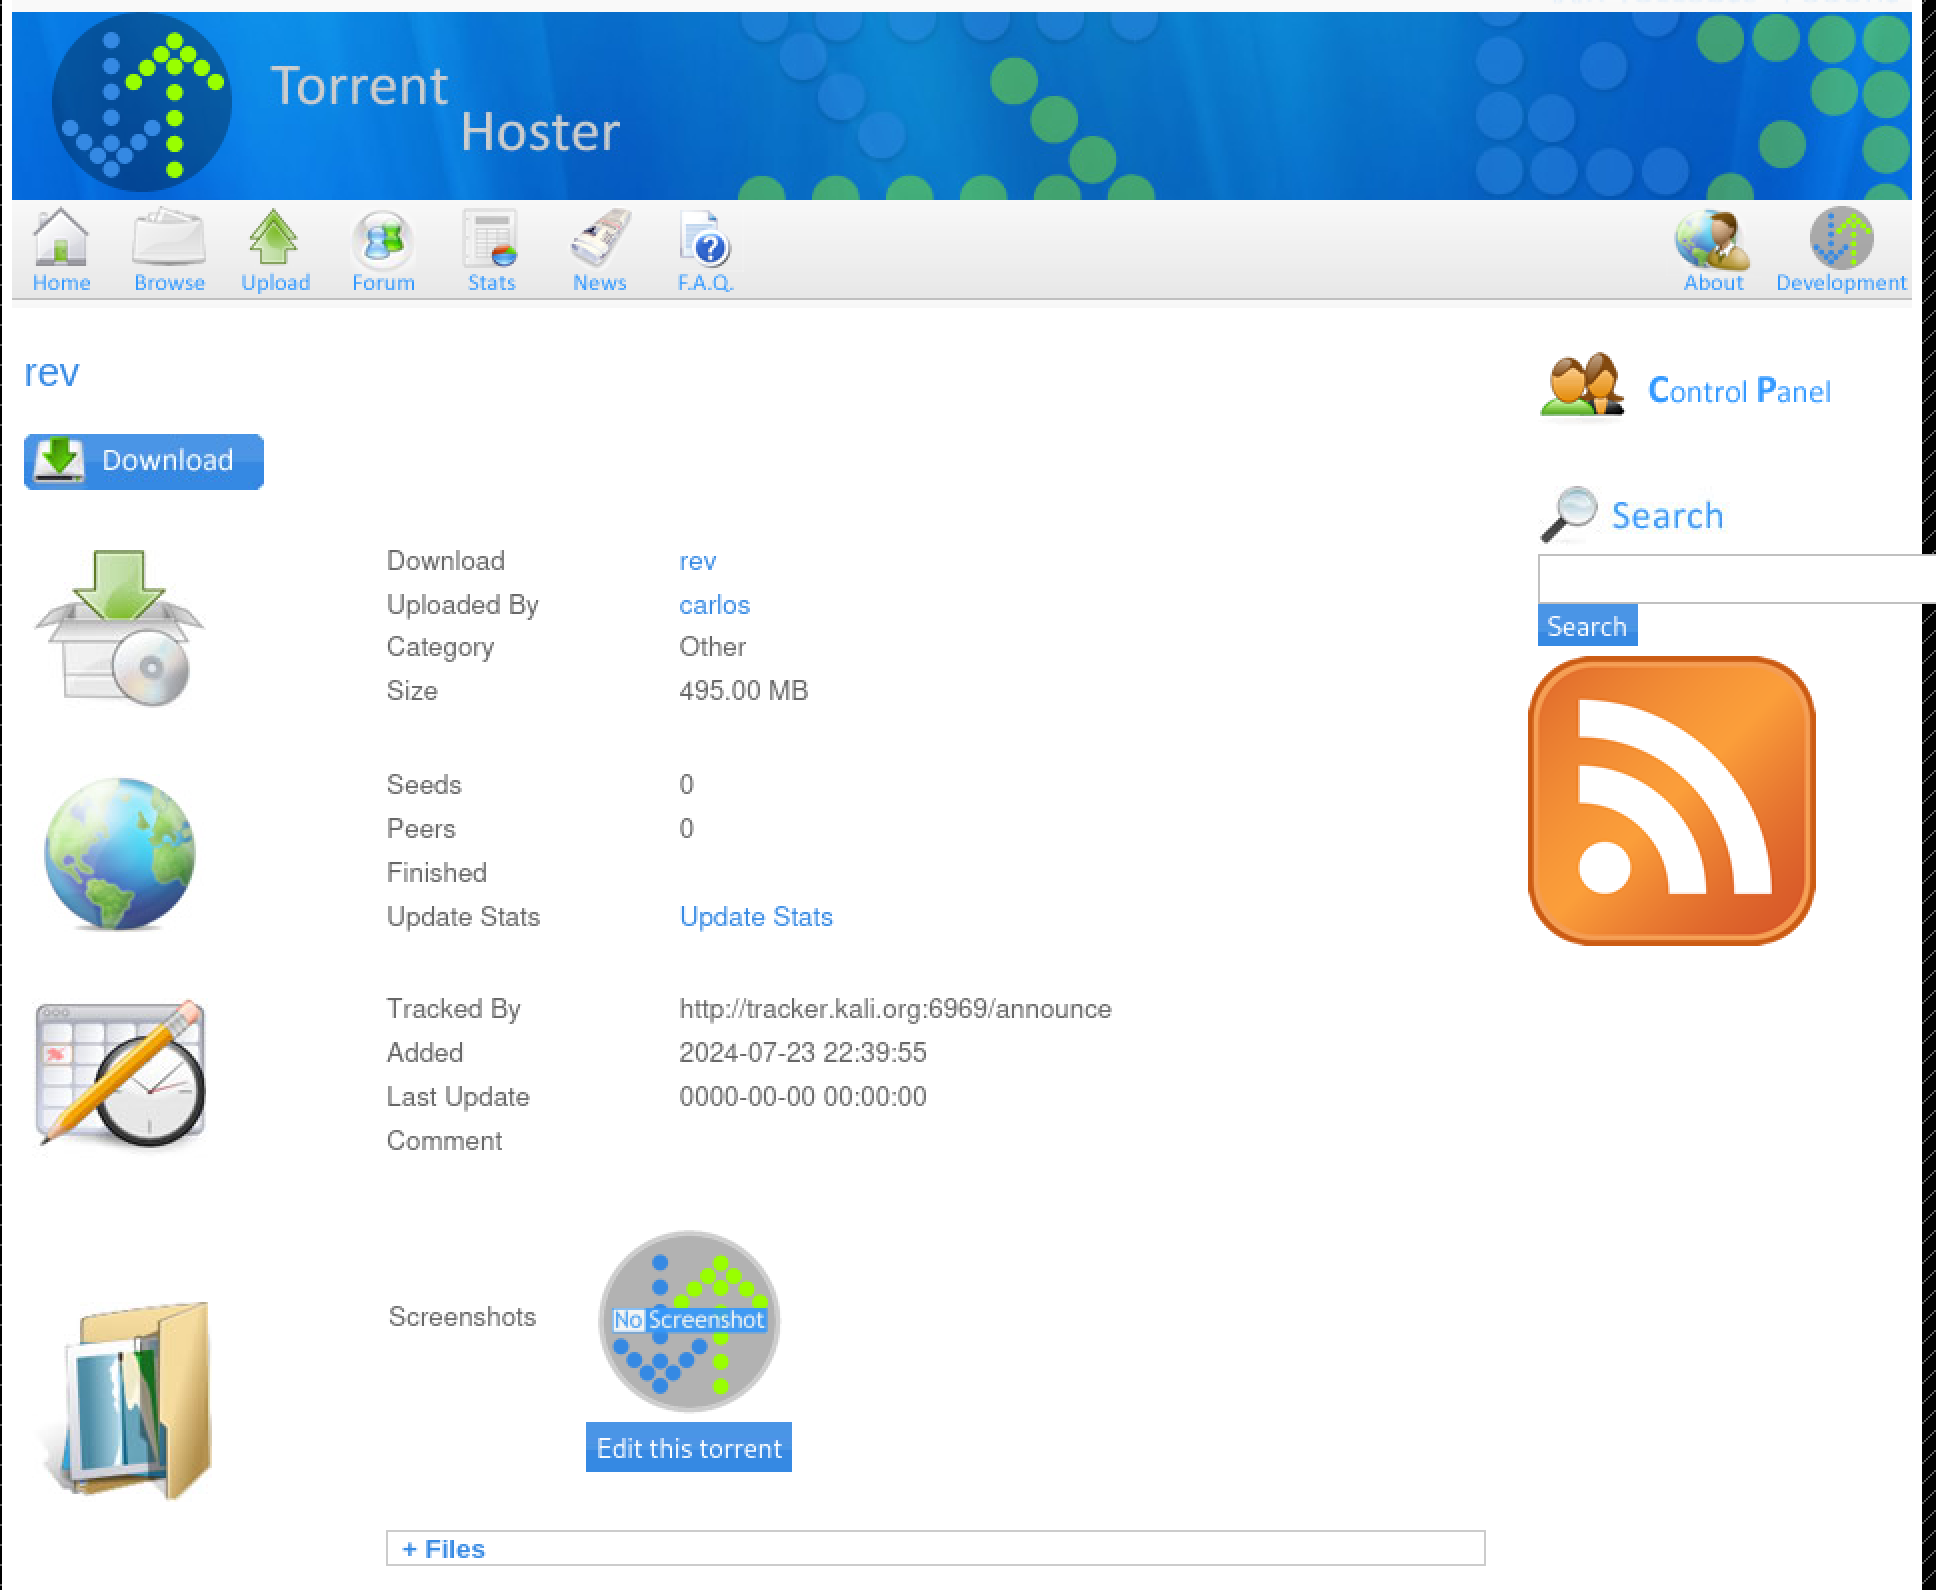 Torrent
Hoster
Home Browse Upload Forum Stats News F.A.Q. About Development
rev
Control Panel
Download
Search
Download rev
Uploaded By carlos
Category Other
Size 495.00 MB
Search
Seeds 0
Peers 0
Finished
Update Stats Update Stats
Tracked By http://tracker.kali.org:6969/announce
Added 2024-07-23 22:39:55
Last Update 0000-00-00 00:00:00
Comment
Screenshots
No Screenshot
Edit this torrent
+ Files